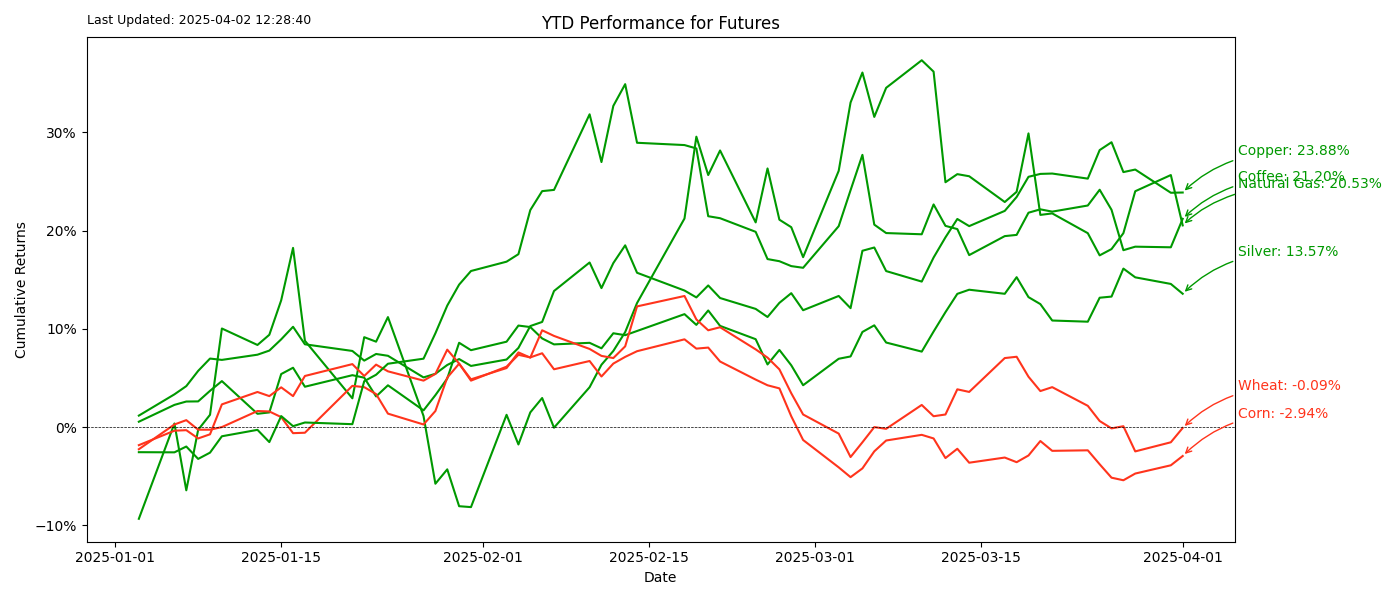 Last Updated: 2025-04-02 12:28:40
YTD Performance for Futures
Cumulative Returns
30%
20%
10%
0%
−10%
Copper: 23.88%
Coffee: 21.20%
Natural Gas: 20.53%
Silver: 13.57%
Wheat: -0.09%
Corn: -2.94%
2025-01-01
2025-01-15
2025-02-01
2025-02-15
2025-03-01
2025-03-15
2025-04-01
Date